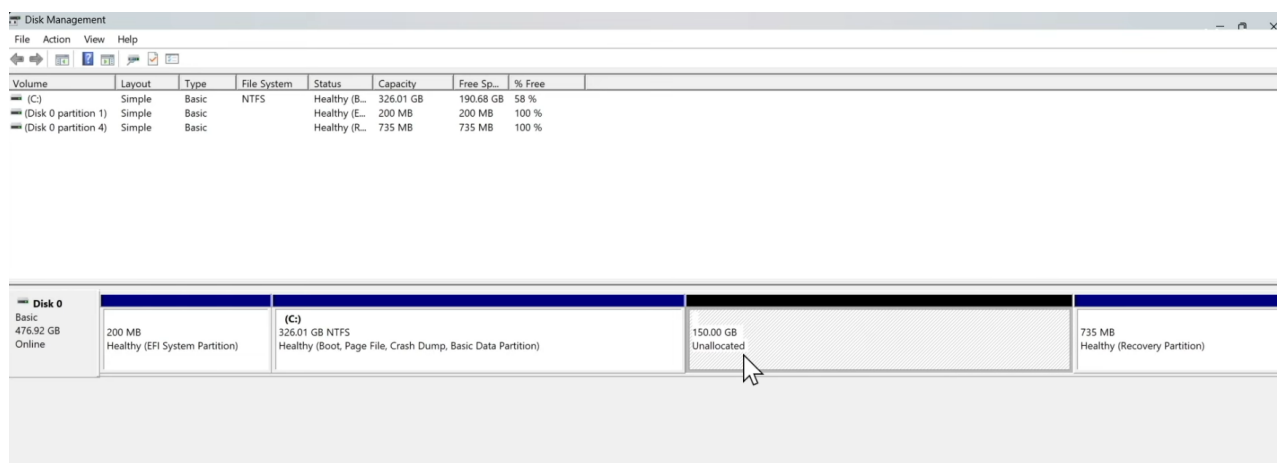 Disk Management
File Action View Help
Volume Layout Type File System Status Capacity Free Sp... % Free
(C:) Simple Basic NTFS Healthy (B... 326.01 GB 190.68 GB 58 %
(Disk 0 partition 1) Simple Basic Healthy (E... 200 MB 200 MB 100 %
(Disk 0 partition 4) Simple Basic Healthy (R... 735 MB 735 MB 100 %
Disk 0
Basic
476.92 GB
Online
200 MB
Healthy (EFI System Partition)
(C:)
326.01 GB NTFS
Healthy (Boot, Page File, Crash Dump, Basic Data Partition)
150.00 GB
Unallocated
735 MB
Healthy (Recovery Partition)